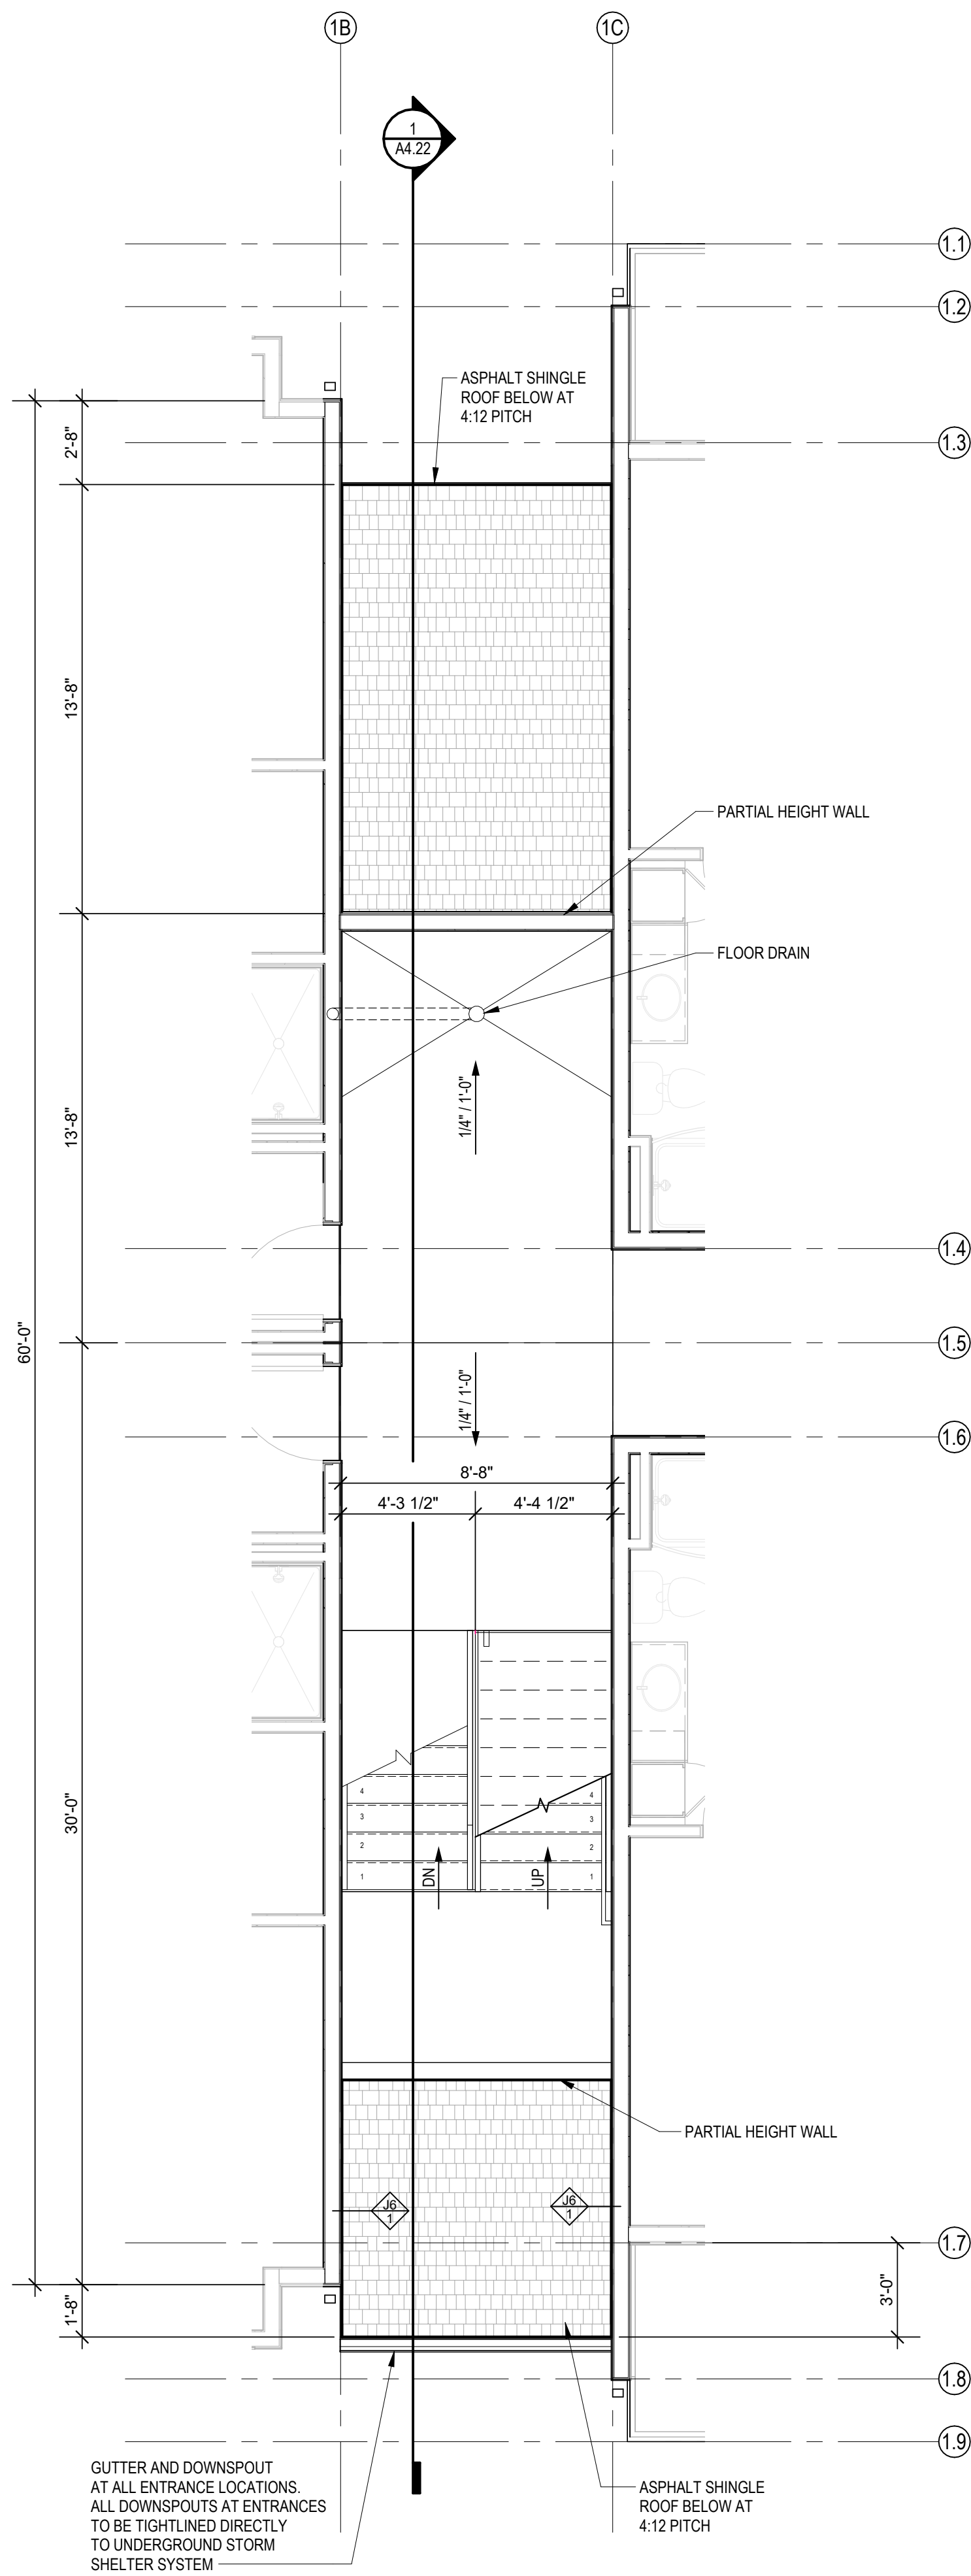 1B
1C
1
A4.22
1.1
1.2
ASPHALT SHINGLE
ROOF BELOW AT
4:12 PITCH
1.3
2'-8"
13'-8"
PARTIAL HEIGHT WALL
FLOOR DRAIN
1/4" / 1'-0"
13'-8"
1.4
60'-0"
1.5
1/4" / 1'-0"
1.6
8'-8"
4'-3 1/2"
4'-4 1/2"
30'-0"
4
3
2
1
4
3
2
1
DN
UP
PARTIAL HEIGHT WALL
J6
1
J6
1
1.7
3'-0"
1'-8"
1.8
1.9
GUTTER AND DOWNSPOUT
AT ALL ENTRANCE LOCATIONS.
ALL DOWNSPOUTS AT ENTRANCES
TO BE TIGHTLINED DIRECTLY
TO UNDERGROUND STORM
SHELTER SYSTEM
ASPHALT SHINGLE
ROOF BELOW AT
4:12 PITCH